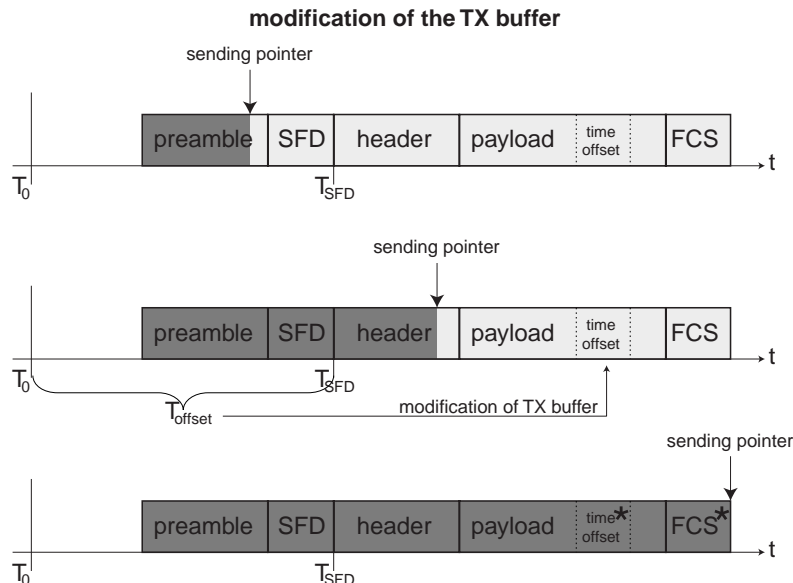 modification of the TX buffer
sending pointer
preamble SFD header payload time offset FCS
t
T0 TSFD
sending pointer
preamble SFD header payload time offset FCS
t
T0 TSFD
Toffset modification of TX buffer
sending pointer
preamble SFD header payload time* offset FCS*
t
T0 TSFD